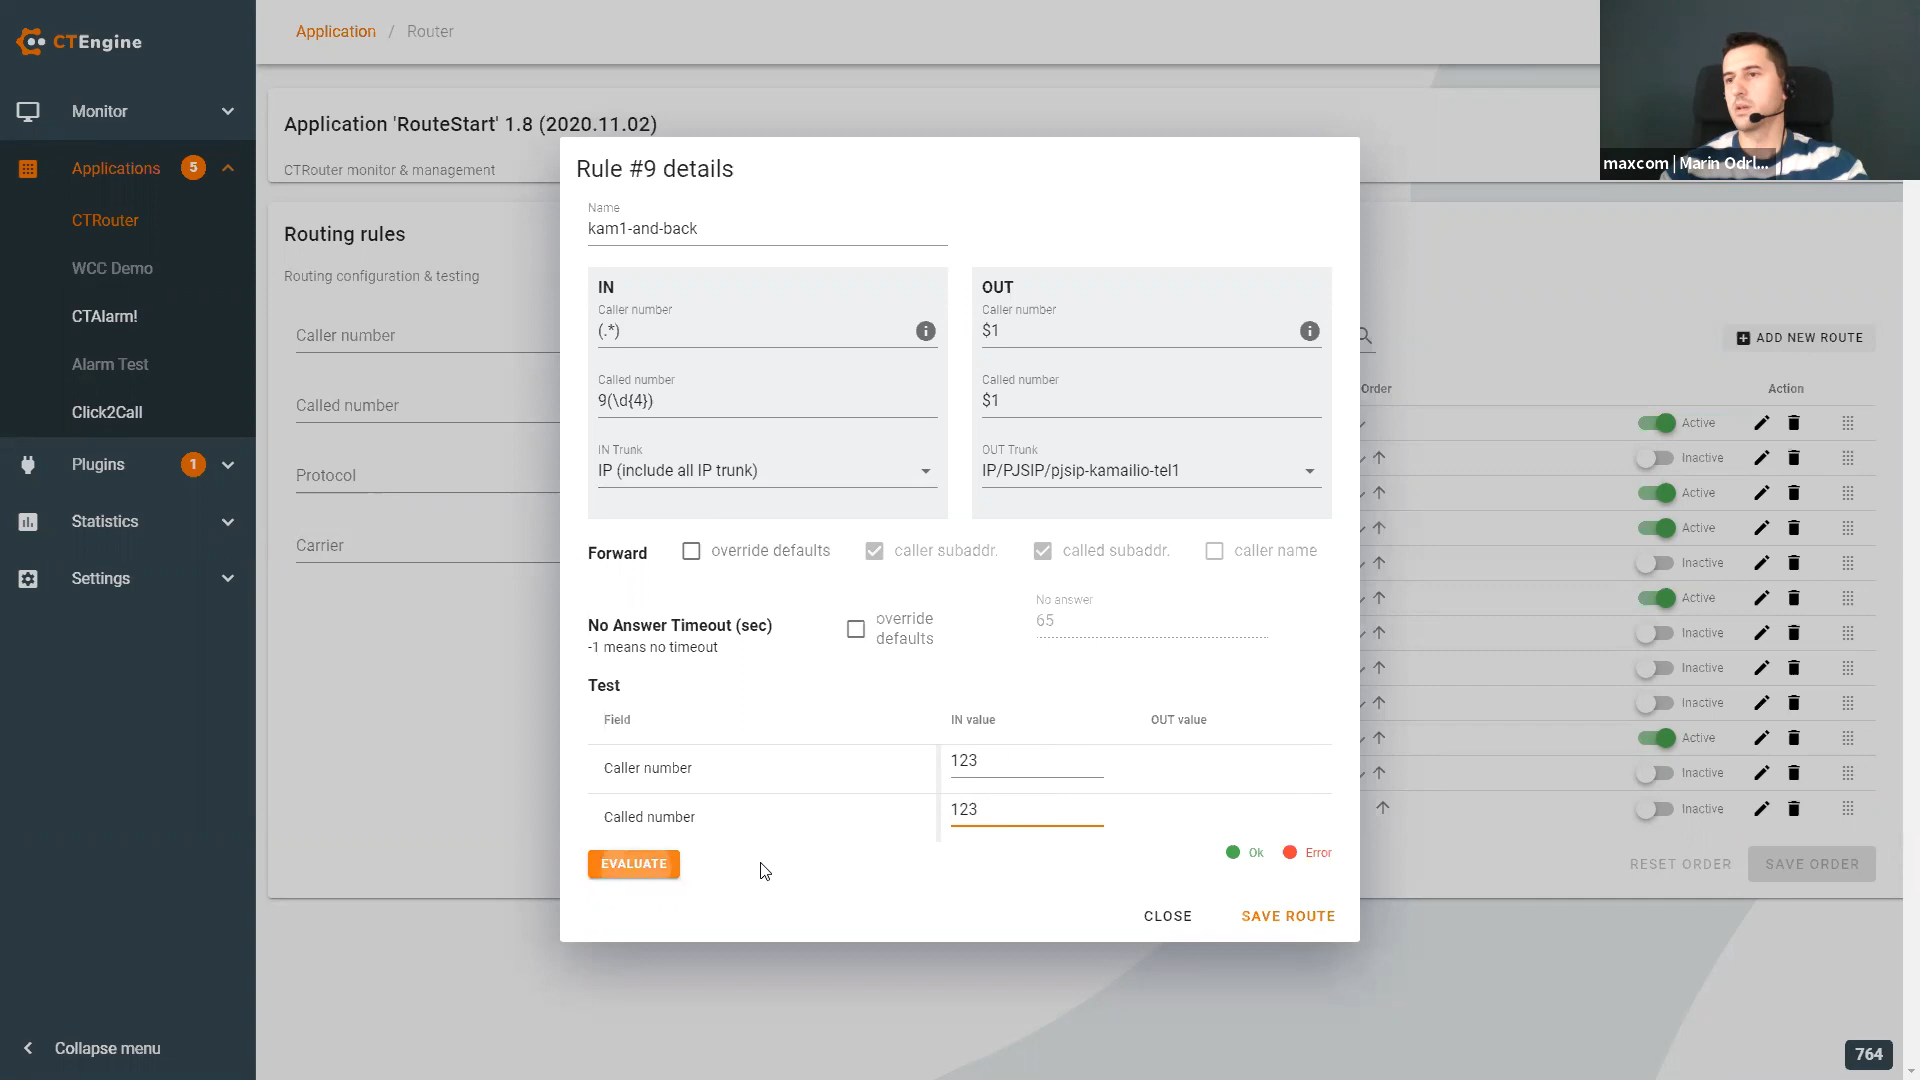 CTEngine
Monitor
Applications 5
CTRouter
WCC Demo
CTAlarm!
Alarm Test
Click2Call
Plugins 1
Statistics
Settings
Collapse menu
Application / Router
Application 'RouteStart' 1.8 (2020.11.02)
CTRouter monitor & management
Routing rules
Routing configuration & testing
Caller number
Called number
Protocol
Carrier
Rule #9 details
Name
kam1-and-back
IN
Caller number
(.*)
Called number
9(\d{4})
IN Trunk
IP (include all IP trunk)
OUT
Caller number
$1
Called number
$1
OUT Trunk
IP/PJSIP/pjsip-kamailio-tel1
Forward override defaults caller subaddr. called subaddr. caller name
No Answer Timeout (sec)
-1 means no timeout
override
defaults
No answer
65
Test
Field IN value OUT value
Caller number 123
Called number 123
EVALUATE
Ok Error
CLOSE SAVE ROUTE
ADD NEW ROUTE
Order Action
Active
Inactive
Active
Active
Inactive
Active
Inactive
Inactive
Inactive
Active
Inactive
Inactive
RESET ORDER SAVE ORDER
maxcom | Marin Odrl...
764